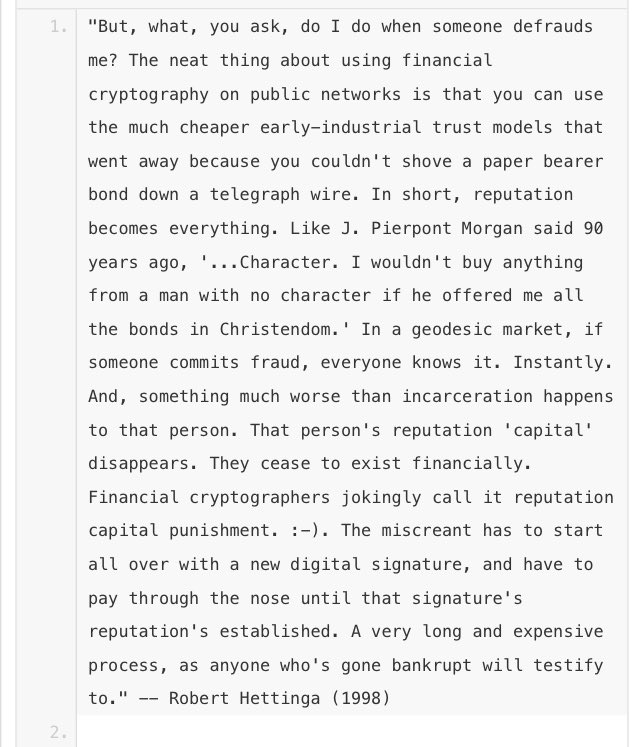 1. "But, what, you ask, do I do when someone defrauds
me? The neat thing about using financial
cryptography on public networks is that you can use
the much cheaper early-industrial trust models that
went away because you couldn't shove a paper bearer
bond down a telegraph wire. In short, reputation
becomes everything. Like J. Pierpont Morgan said 90
years ago, '...Character. I wouldn't buy anything
from a man with no character if he offered me all
the bonds in Christendom.' In a geodesic market, if
someone commits fraud, everyone knows it. Instantly.
And, something much worse than incarceration happens
to that person. That person's reputation 'capital'
disappears. They cease to exist financially.
Financial cryptographers jokingly call it reputation
capital punishment. :-). The miscreant has to start
all over with a new digital signature, and have to
pay through the nose until that signature's
reputation's established. A very long and expensive
process, as anyone who's gone bankrupt will testify
to." -- Robert Hettinga (1998)
2.